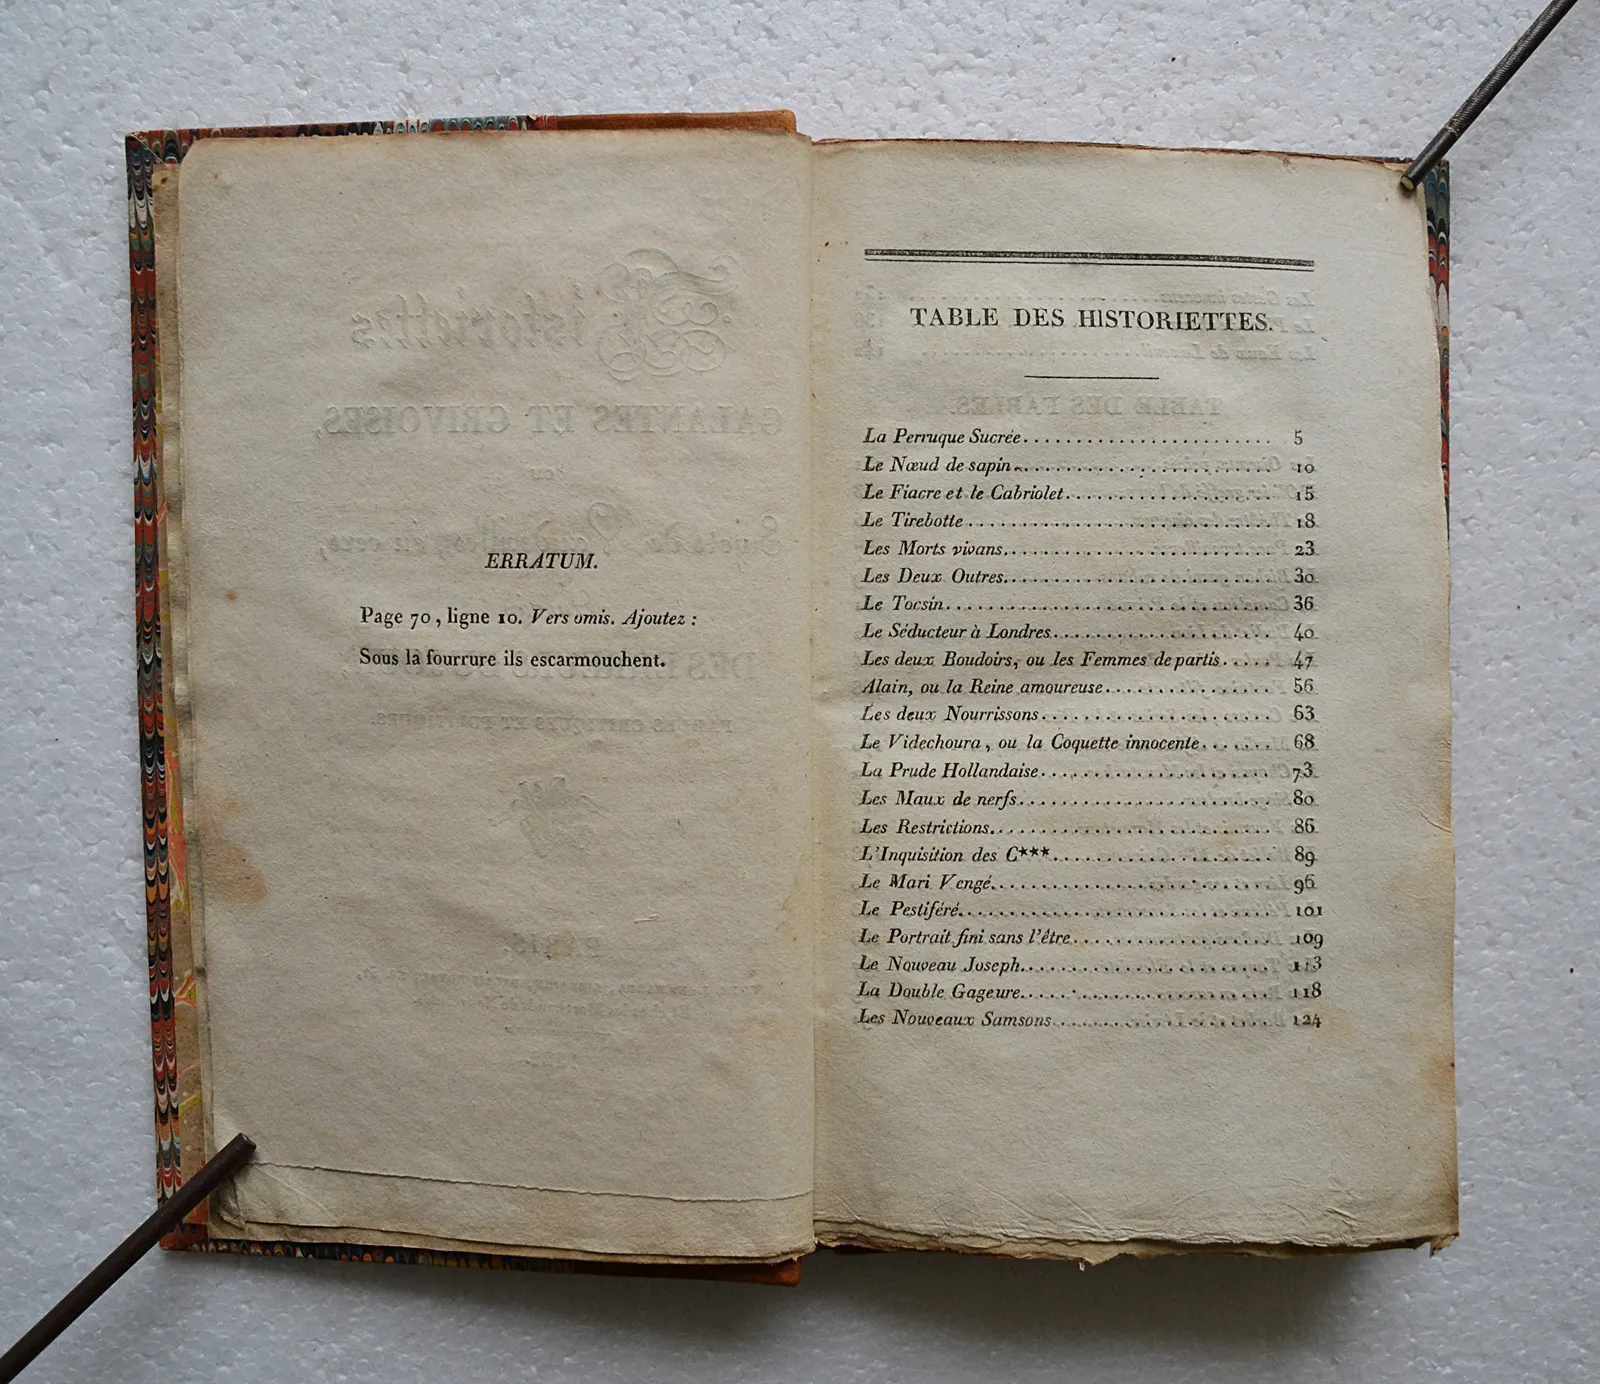 ERRATUM.
Page 70, ligne 10. Vers omis. Ajoutez :
Sous la fourrure ils escarmouchent.
TABLE DES HISTORIETTES.
La Perruque Sucrée........................ 5
Le Nœud de sapin........................ 10
Le Fiacre et le Cabriolet.................... 15
Le Tirebotte............................ 18
Les Morts vivans........................ 23
Les Deux Outres........................ 30
Le Tocsin.............................. 36
Le Séducteur à Londres.................... 40
Les deux Boudoirs, ou les Femmes de partis..... 47
Alain, ou la Reine amoureuse................ 56
Les deux Nourrissons...................... 63
Le Videchoura, ou la Coquette innocente....... 68
La Prude Hollandaise...................... 73
Les Maux de nerfs........................ 80
Les Restrictions.......................... 86
L'Inquisition des C***..................... 89
Le Mari Vengé.......................... 96
Le Pestiféré............................. 101
Le Portrait fini sans l'être................... 109
Le Nouveau Joseph....................... 113
La Double Gageure....................... 118
Les Nouveaux Samsons.................... 124